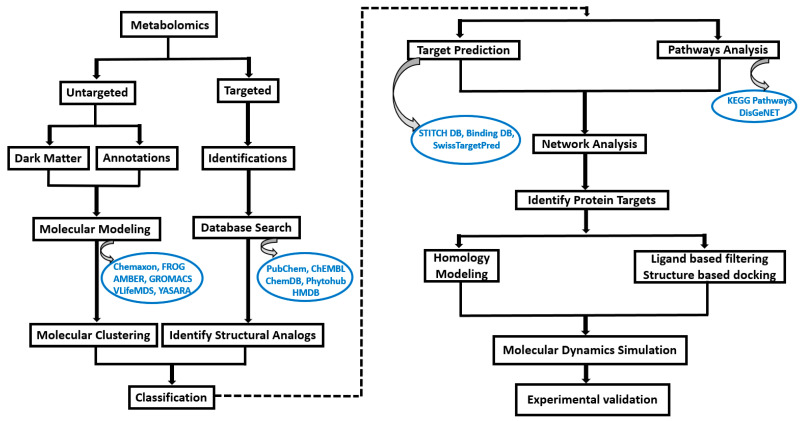 Metabolomics
Untargeted
Targeted
Dark Matter
Annotations
Identifications
Molecular Modeling
Database Search
Chemaxon, FROG
AMBER, GROMACS
VLifeMDS, YASARA
PubChem, ChEMBL
ChemDB, Phytohub
HMDB
Molecular Clustering
Identify Structural Analogs
Classification
Target Prediction
Pathways Analysis
STITCH DB, Binding DB,
SwissTargetPred
KEGG Pathways
DisGeNET
Network Analysis
Identify Protein Targets
Homology
Modeling
Ligand based filtering
Structure based docking
Molecular Dynamics Simulation
Experimental validation